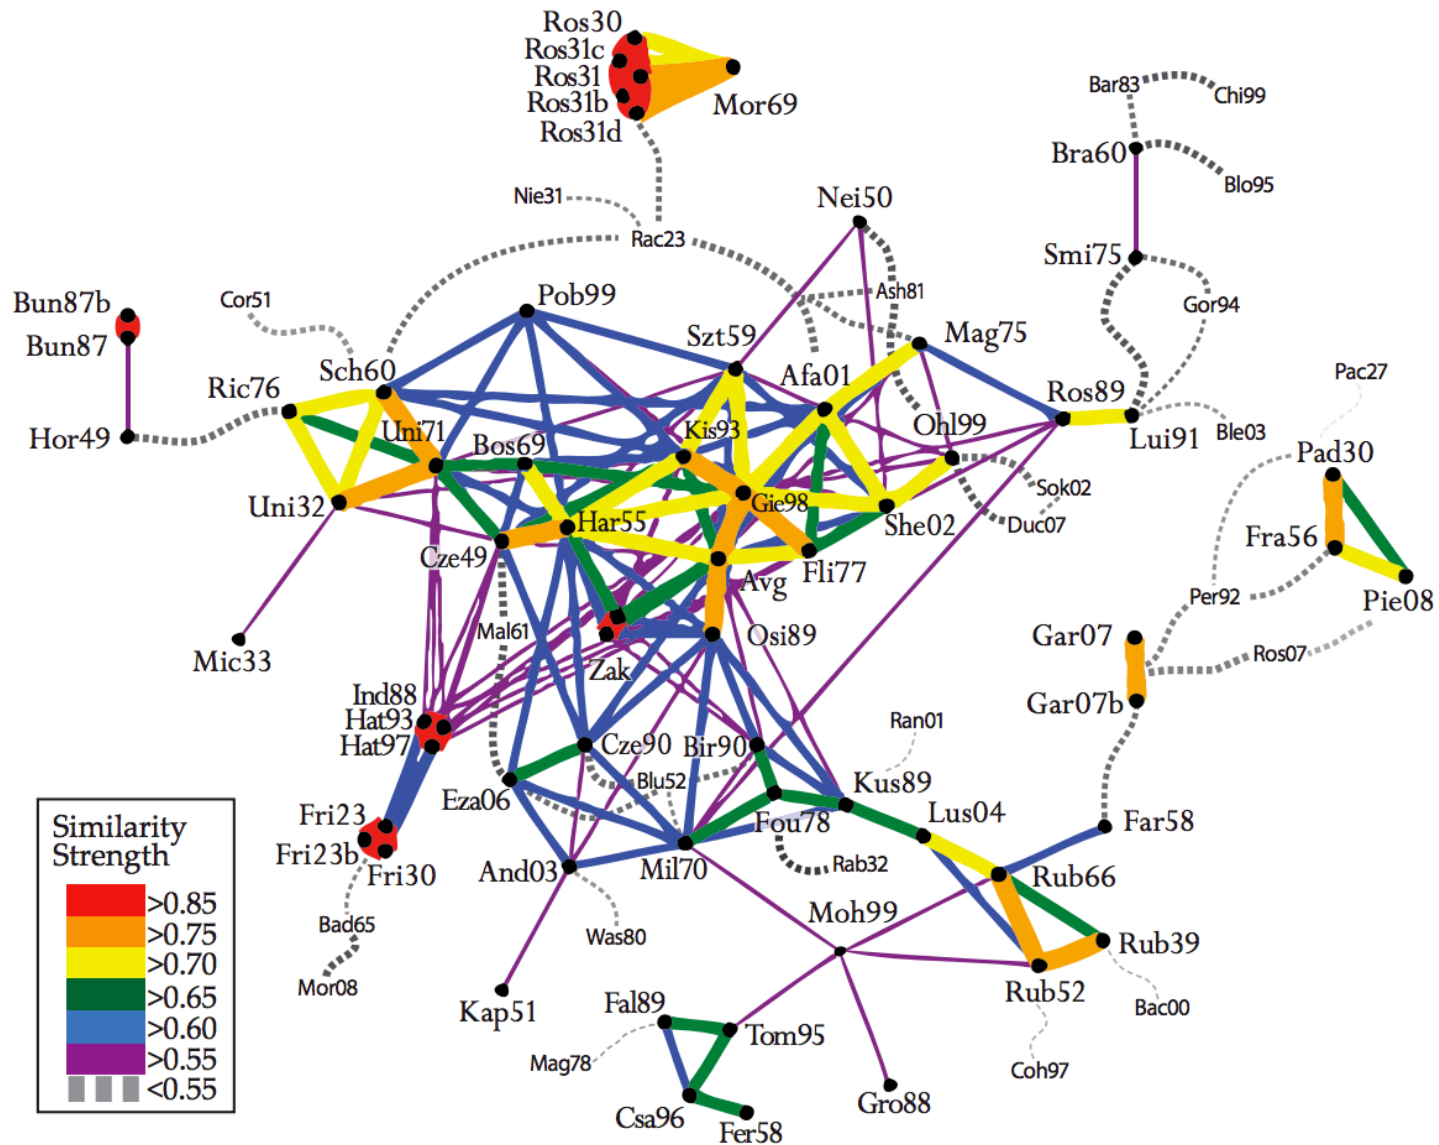 Ros30
Ros31c
Ros31
Ros31b
Ros31d
Mor69
Bar83
Chi99
Bra60
Blo95
Nie31
Nei50
Rac23
Smi75
Ash81
Gor94
Bun87b
Bun87
Cor51
Pob99
Szt59
Mag75
Sch60
Afa01
Pac27
Ric76
Ros89
Hor49
Uni71
Bos69
Kis93
Ohl99
Lui91
Ble03
Pad30
Uni32
Har55
Gie98
She02
Sok02
Duc07
Fra56
Cze49
Avg
Fli77
Per92
Pie08
Mal61
Osi89
Gar07
Mic33
Zak
Ros07
Ind88
Hat93
Hat97
Gar07b
Ran01
Cze90
Bir90
Blu52
Eza06
Kus89
Lus04
Fri23
Fri23b
Fri30
Fou78
Far58
And03
Mil70
Rab32
Rub66
Moh99
Bad65
Was80
Rub39
Mor08
Kap51
Rub52
Bac00
Fal89
Tom95
Mag78
Coh97
Csa96
Fer58
Gro88
Similarity
Strength
>0.85
>0.75
>0.70
>0.65
>0.60
>0.55
<0.55